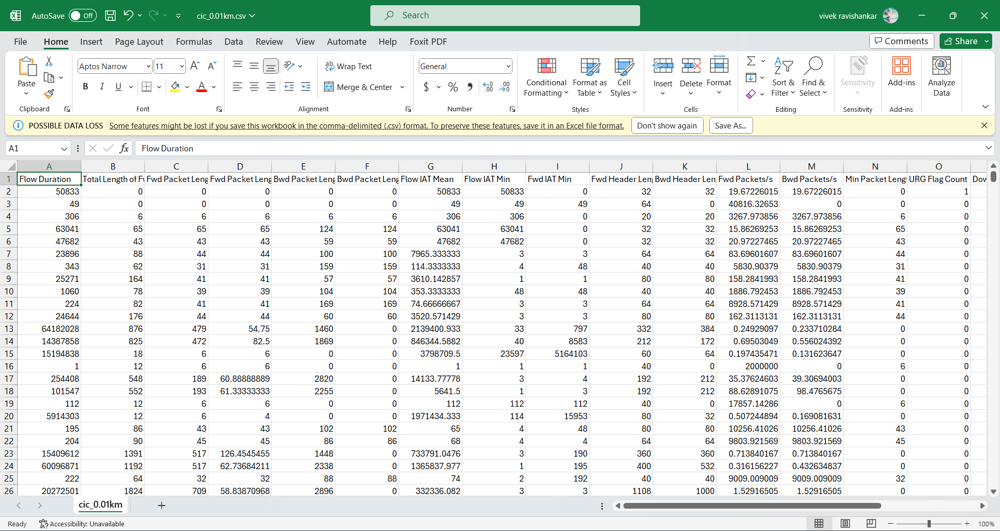 AutoSave Off cic_0.01km.csv Search vivek ravishankar
File Home Insert Page Layout Formulas Data Review View Automate Help Foxit PDF Comments Share
Paste Aptos Narrow 11 A A Wrap Text General Conditional Formatting Format as Table Cell Styles Insert Delete Format Sort & Filter Find & Select Sensitivity Add-ins Analyze Data
B I U A Merge & Center $ % 9 .00 .00
Clipboard Font Alignment Number Styles Cells Editing Sensitivity Add-ins
POSSIBLE DATA LOSS Some features might be lost if you save this workbook in the comma-delimited (.csv) format. To preserve these features, save it in an Excel file format. Don't show again Save As...
A1 fx Flow Duration
A B C D E F G H I J K L M N O
1 Flow Duration Total Length of Fv Fwd Packet Leng Fwd Packet Leng Bwd Packet Leng Bwd Packet Leng Flow IAT Mean Flow IAT Min Fwd IAT Min Fwd Header Len Bwd Header Len Fwd Packets/s Bwd Packets/s Min Packet Leng URG Flag Count Dow
2 50833 0 0 0 0 0 50833 50833 0 32 32 19.67226015 19.67226015 0 1
3 49 0 0 0 0 0 49 49 49 64 0 40816.32653 0 0 0
4 306 6 6 6 6 6 306 306 0 20 20 3267.973856 3267.973856 6 0
5 63041 65 65 65 124 124 63041 63041 0 32 32 15.86269253 15.86269253 65 0
6 47682 43 43 43 59 59 47682 47682 0 32 32 20.97227465 20.97227465 43 0
7 23896 88 44 44 100 100 7965.333333 3 3 64 64 83.69601607 83.69601607 44 0
8 343 62 31 31 159 159 114.3333333 4 48 40 40 5830.90379 5830.90379 31 0
9 25271 164 41 41 57 57 3610.142857 1 1 80 80 158.2841993 158.2841993 41 0
10 1060 78 39 39 104 104 353.3333333 48 48 40 40 1886.792453 1886.792453 39 0
11 224 82 41 41 169 169 74.66666667 3 3 64 64 8928.571429 8928.571429 41 0
12 24644 176 44 44 60 60 3520.571429 3 3 80 80 162.3113131 162.3113131 44 0
13 64182028 876 479 54.75 1460 0 2139400.933 33 797 332 384 0.24929097 0.233710284 0 0
14 14387858 825 472 82.5 1869 0 846344.5882 40 8583 212 172 0.69503049 0.556024392 0 0
15 15194838 18 6 6 0 0 3798709.5 23597 5164103 60 64 0.197435471 0.131623647 0 0
16 1 12 6 6 0 0 1 1 1 40 0 2000000 0 6 0
17 254408 548 189 60.88888889 2820 0 14133.77778 3 4 192 212 35.37624603 39.30694003 0 0
18 101547 552 193 61.33333333 2255 0 5641.5 1 3 192 212 88.62891075 98.4765675 0 0
19 112 12 6 6 0 0 112 112 112 40 0 17857.14286 0 6 0
20 5914303 12 6 4 0 0 1971434.333 114 15953 80 32 0.507244894 0.169081631 0 0
21 195 86 43 43 102 102 65 4 48 80 80 10256.41026 10256.41026 43 0
22 204 90 45 45 86 86 68 4 4 64 64 9803.921569 9803.921569 45 0
23 15409612 1391 517 126.4545455 1448 0 733791.0476 3 190 360 360 0.713840167 0.713840167 0 0
24 60096871 1192 517 62.73684211 2338 0 1365837.977 1 195 400 532 0.316156227 0.432634837 0 0
25 222 64 32 32 88 88 74 2 192 40 40 9009.009009 9009.009009 32 0
26 20272501 1824 709 58.83870968 2896 0 332336.082 3 3 1108 1000 1.52916505 1.52916505 0 0
cic_0.01km
Ready Accessibility: Unavailable 100%